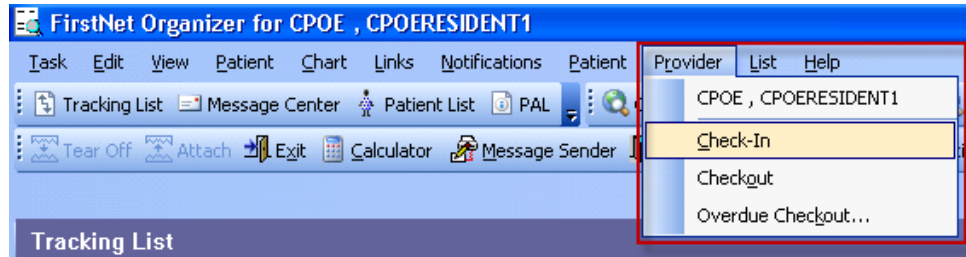 FirstNet Organizer for CPOE , CPOERESIDENT1
Task Edit View Patient Chart Links Notifications Patient Provider List Help
Tracking List Message Center Patient List PAL
CPOE , CPOERESIDENT1
Tear Off Attach Exit Calculator Message Sender
Check-In
Checkout
Overdue Checkout...
Tracking List